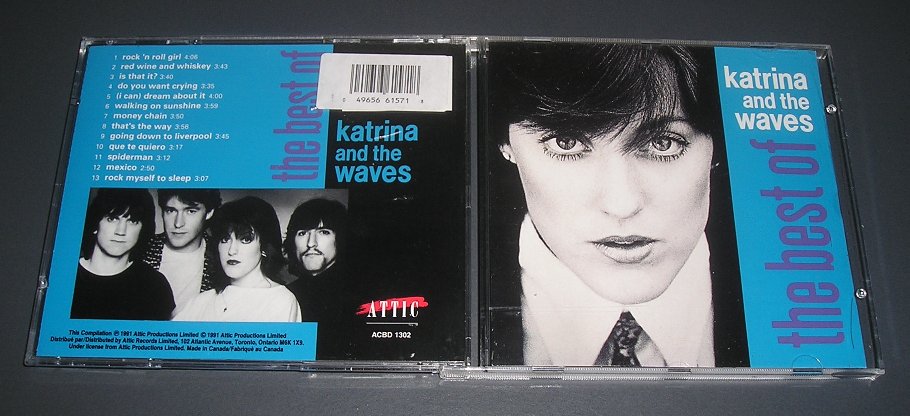 1 rock 'n roll girl 4:06
2 red wine and whiskey 3:43
3 is that it? 3:40
4 do you want crying 3:35
5 (i can) dream about it 4:00
6 walking on sunshine 3:59
7 money chain 5:50
8 that's the way 3:56
9 going down to liverpool 3:45
10 que te quiero 3:17
11 spiderman 3:12
12 mexico 2:50
13 rock myself to sleep 3:07
the best of
0 49656 61571 3
katrina
and the
waves
This Compilation ℗ 1991 Attic Productions Limited © 1991 Attic Productions Limited
Distribué par/Distributed by Attic Records Limited, 102 Atlantic Avenue, Toronto, Ontario M6K 1X9.
Under license from Attic Productions Limited. Made in Canada/Fabriqué au Canada
ATTIC
ACBD 1302
katrina
and the
waves
the best of